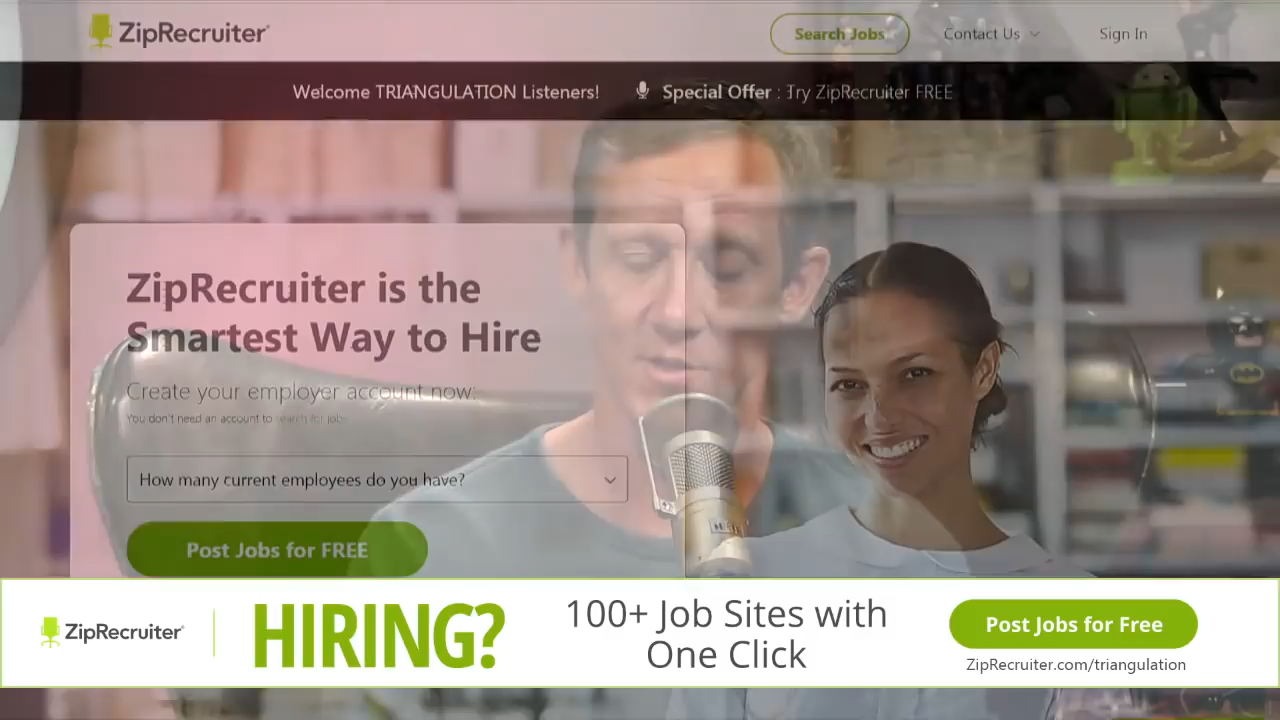 ZipRecruiter
Search Jobs
Contact Us
Sign In
Welcome TRIANGULATION Listeners!
Special Offer : Try ZipRecruiter FREE
ZipRecruiter is the
Smartest Way to Hire
Create your employer account now:
You don't need an account to search for jobs
How many current employees do you have?
Post Jobs for FREE
ZipRecruiter
HIRING?
100+ Job Sites with
One Click
Post Jobs for Free
ZipRecruiter.com/triangulation